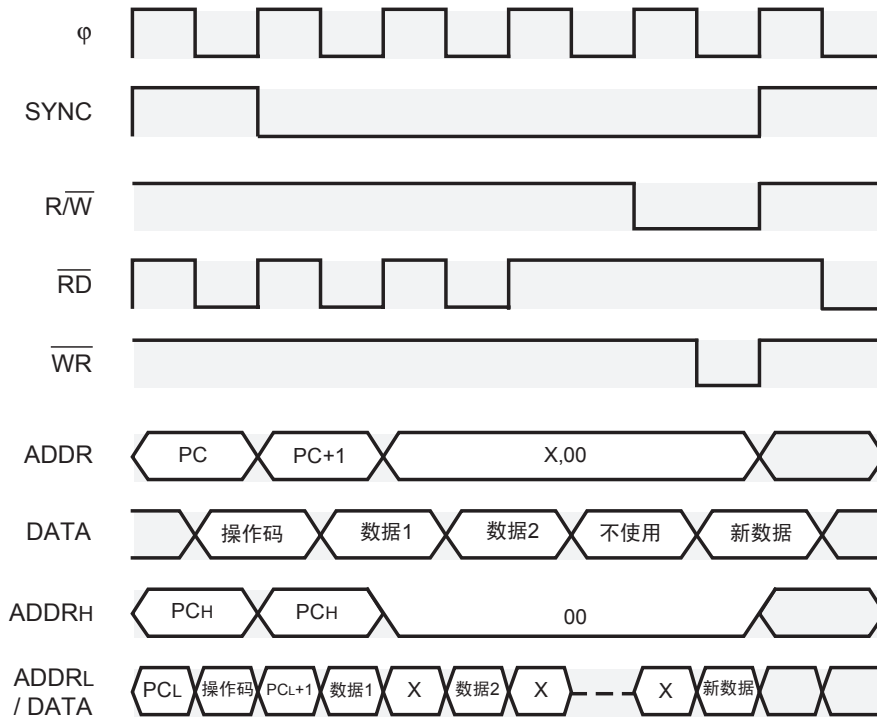 φ
SYNC
R/W
RD
WR
ADDR PC PC+1 X,00
DATA 操作码 数据1 数据2 不使用 新数据
ADDRH PCH PCH 00
ADDRL / DATA PCL 操作码 PCL+1 数据1 X 数据2 X X 新数据